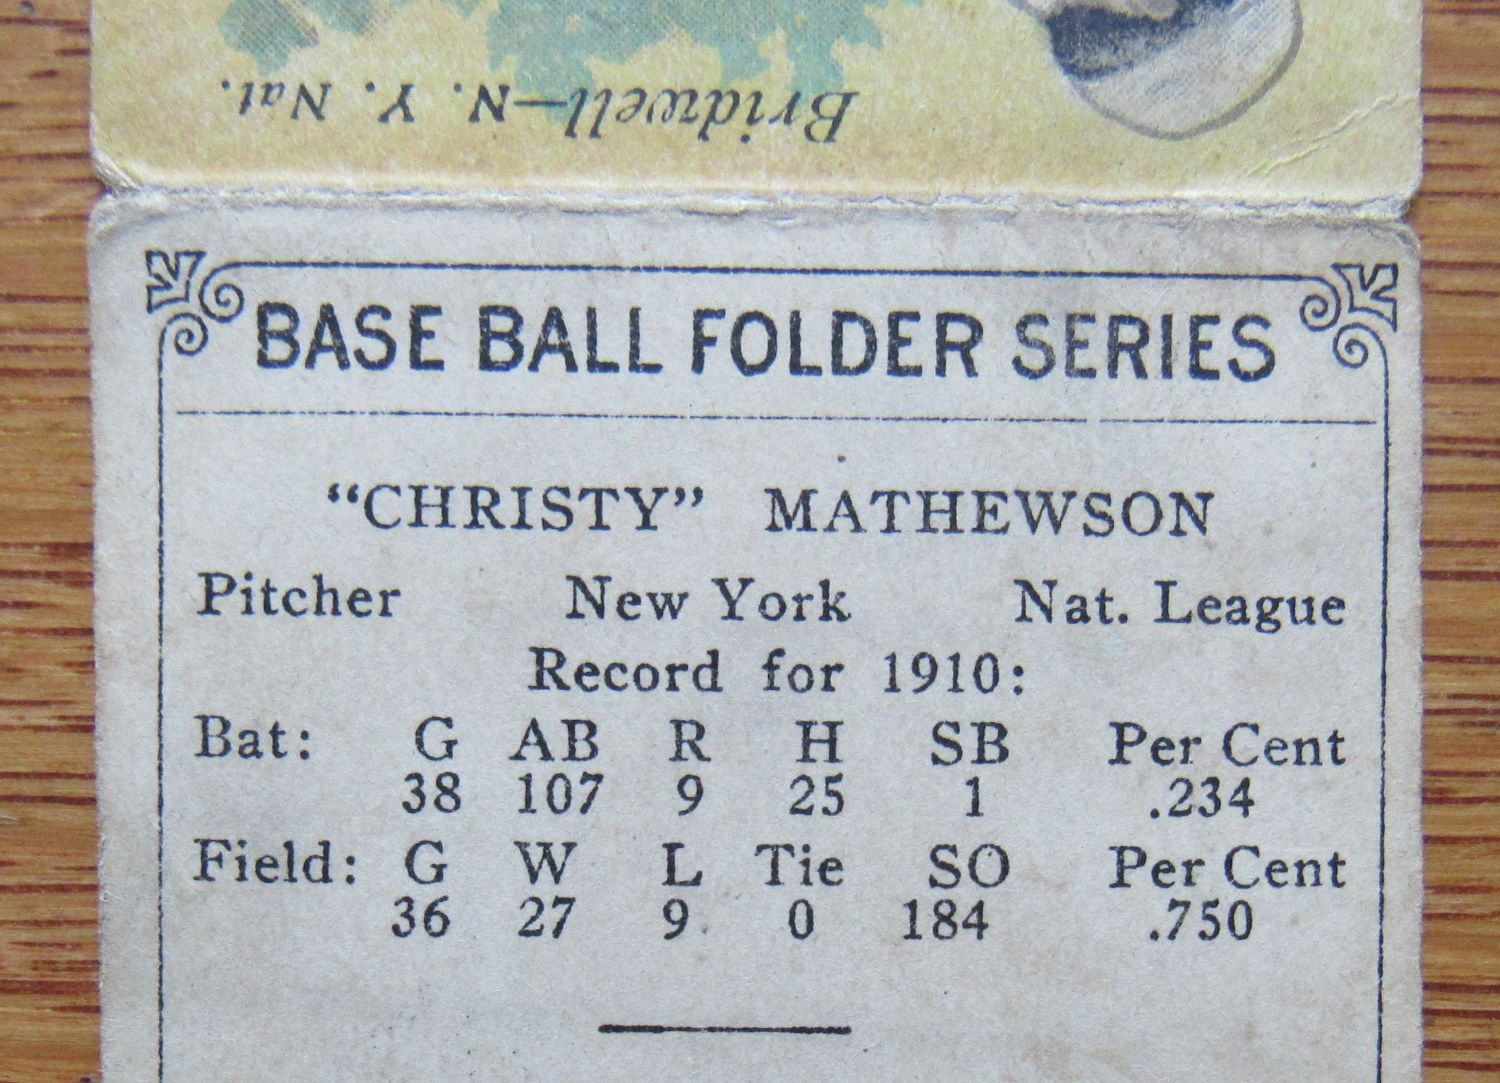 Bridwell—N. Y. Nat.
BASE BALL FOLDER SERIES
“CHRISTY” MATHEWSON
Pitcher New York Nat. League
Record for 1910:
Bat: G AB R H SB Per Cent
38 107 9 25 1 .234
Field: G W L Tie SO Per Cent
36 27 9 0 184 .750